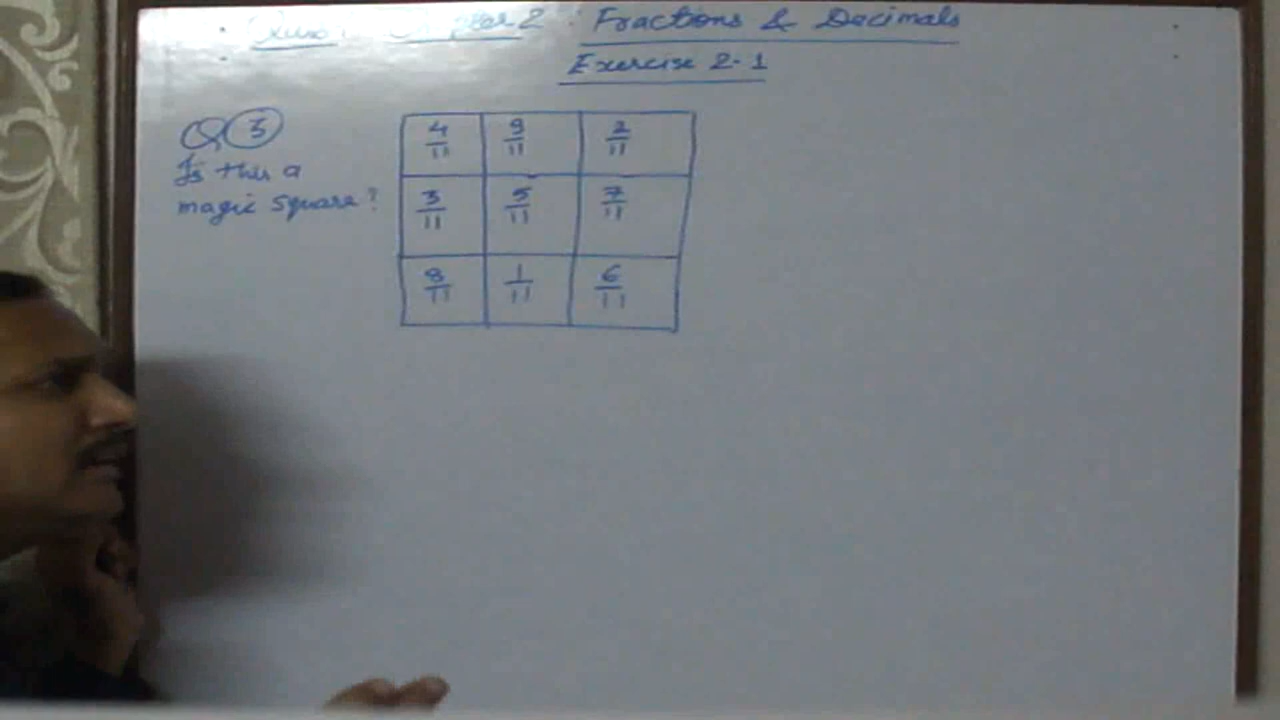 2 : Fractions & Decimals
Exercise 2.1
Q 3
Is this a
magic square?
4/11 9/11 2/11
3/11 5/11 7/11
8/11 1/11 6/11